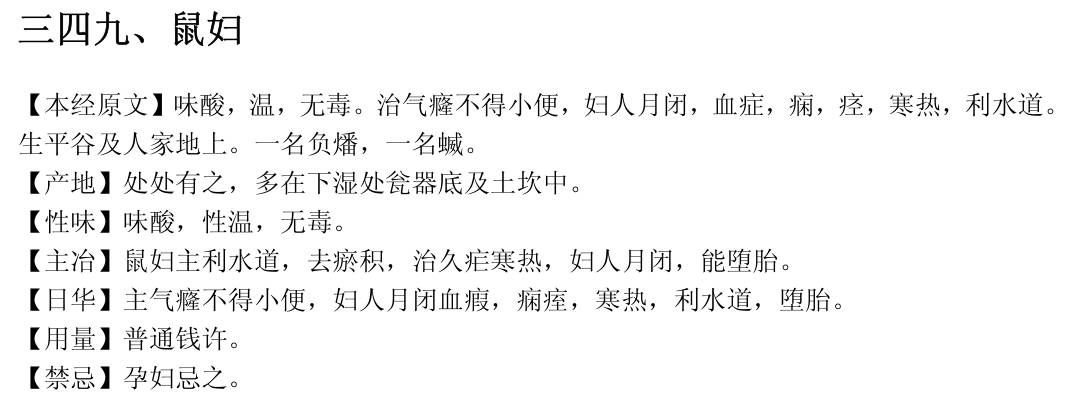 三四九、鼠妇
【本经原文】味酸，温，无毒。治气癃不得小便，妇人月闭，血症，痫，痉，寒热，利水道。
生平谷及人家地上。一名负燔，一名蝛。
【产地】处处有之，多在下湿处瓮器底及土坎中。
【性味】味酸，性温，无毒。
【主冶】鼠妇主利水道，去瘀积，治久疟寒热，妇人月闭，能堕胎。
【日华】主气癃不得小便，妇人月闭血瘕，痫痓，寒热，利水道，堕胎。
【用量】普通钱许。
【禁忌】孕妇忌之。